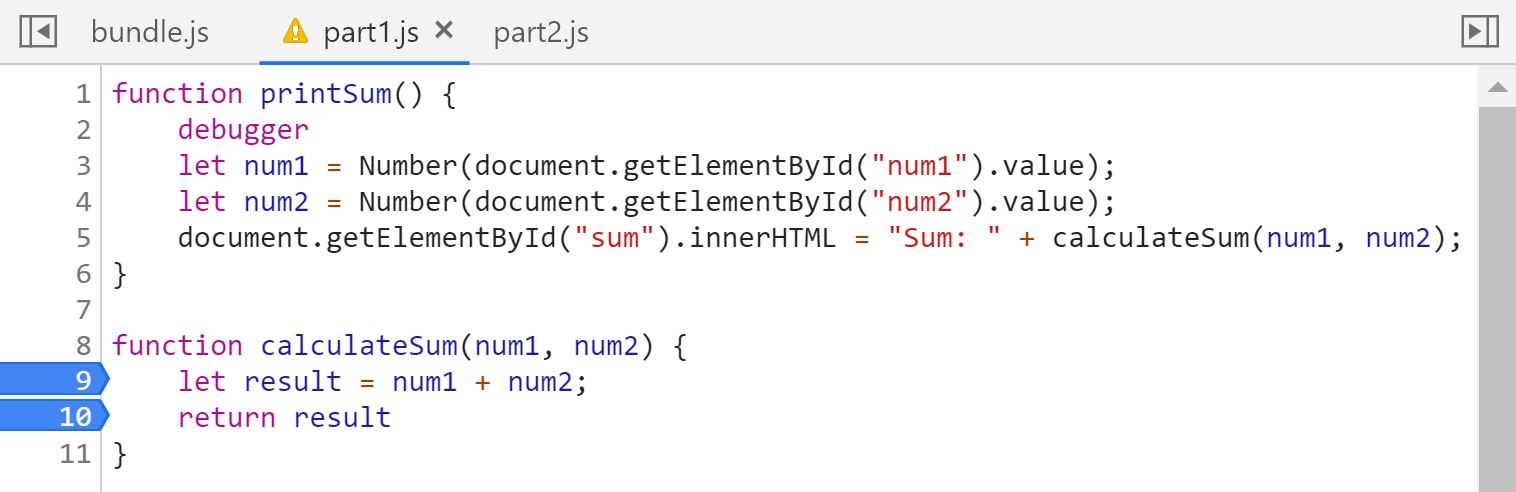 bundle.js part1.js × part2.js
1 function printSum() {
2     debugger
3     let num1 = Number(document.getElementById("num1").value);
4     let num2 = Number(document.getElementById("num2").value);
5     document.getElementById("sum").innerHTML = "Sum: " + calculateSum(num1, num2);
6 }
7
8 function calculateSum(num1, num2) {
9     let result = num1 + num2;
10     return result
11 }